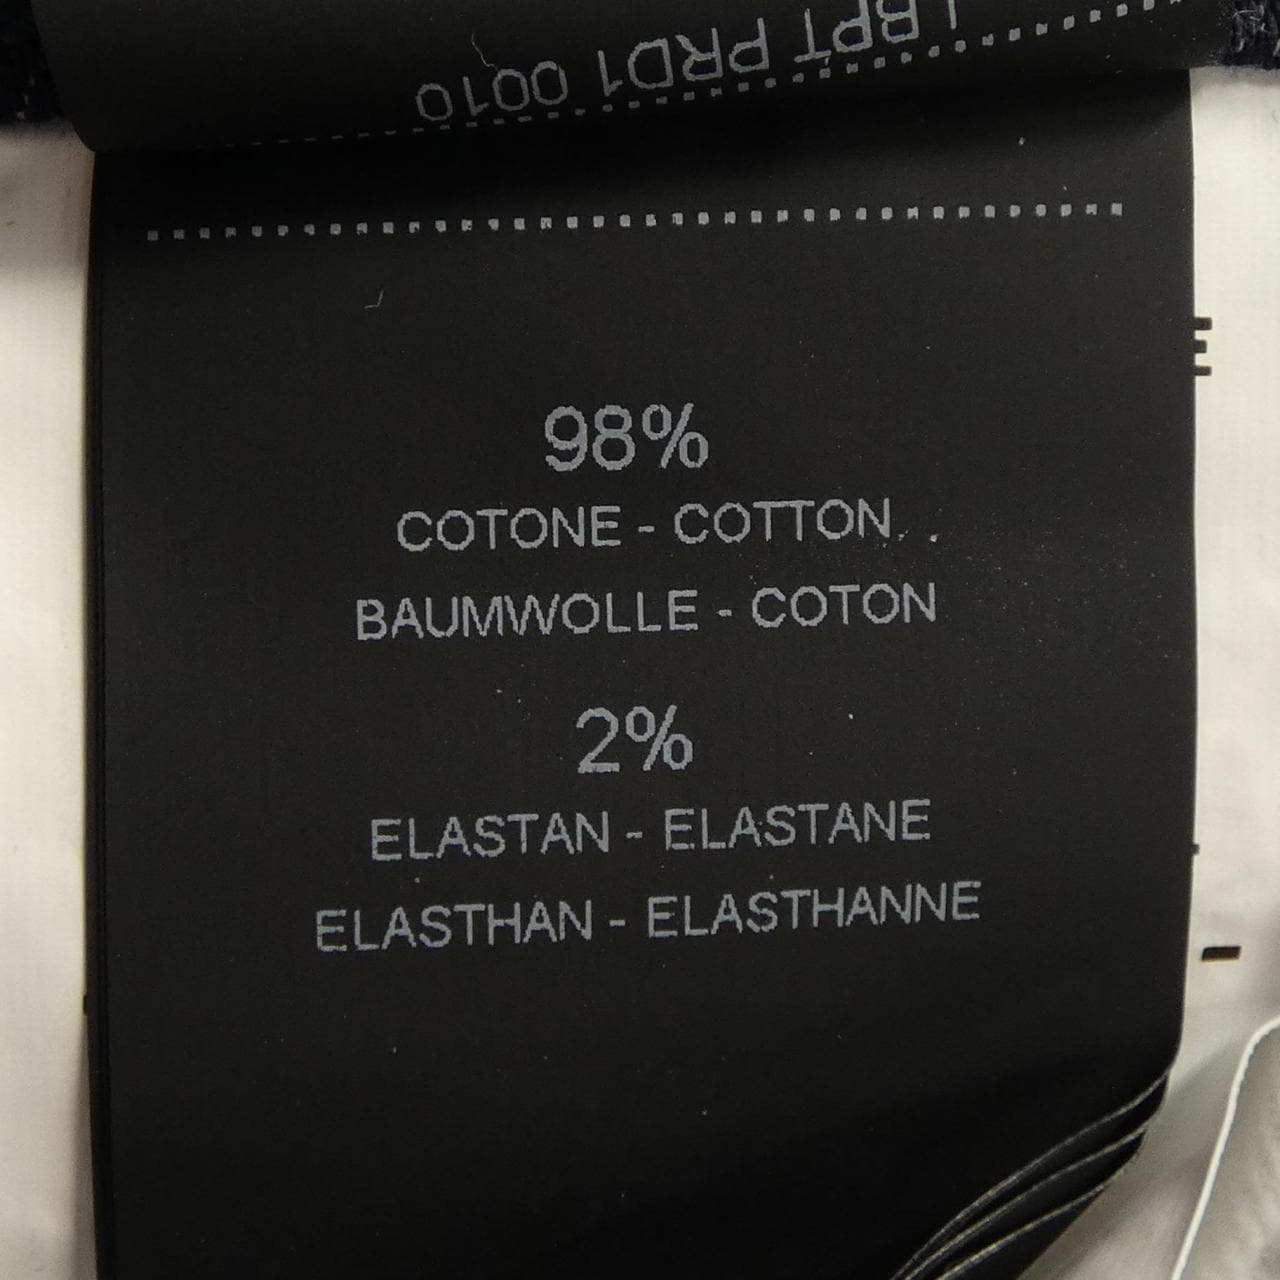 LBPT PRD1 0010
98%
COTONE - COTTON
BAUMWOLLE - COTON
2%
ELASTAN - ELASTANE
ELASTHAN - ELASTHANNE